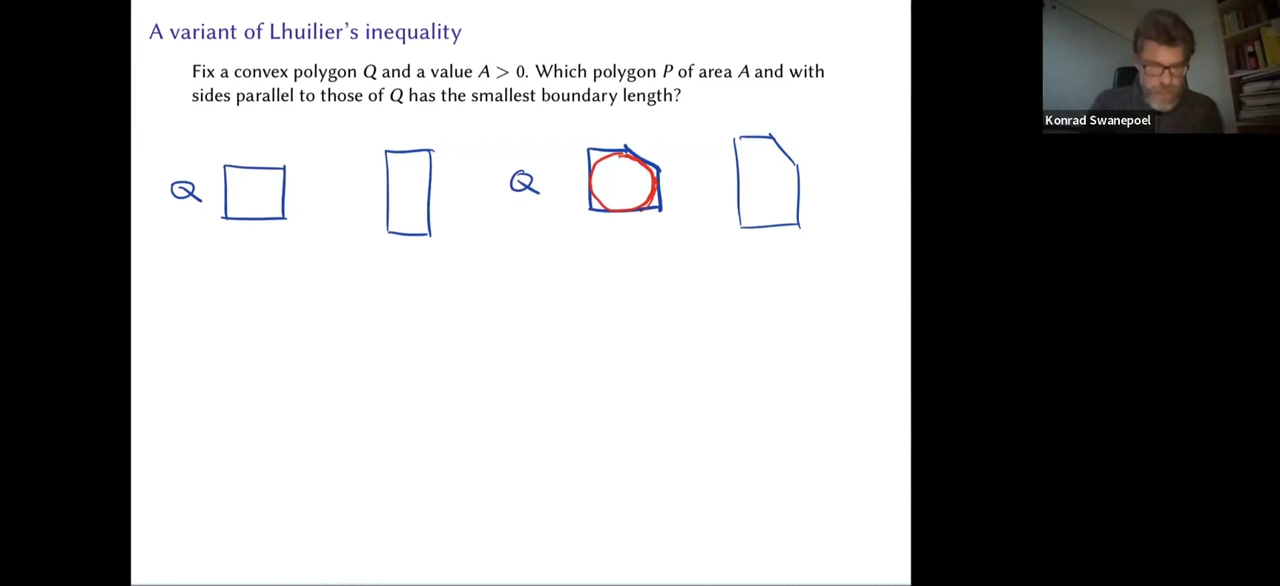 A variant of Lhuilier's inequality
Fix a convex polygon Q and a value A > 0. Which polygon P of area A and with
sides parallel to those of Q has the smallest boundary length?
Q
Q
Konrad Swanepoel